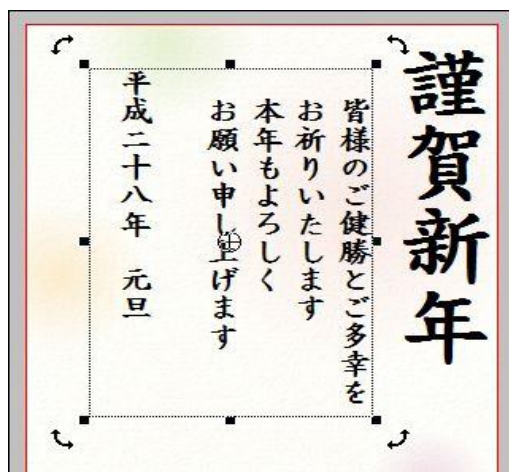 謹賀新年
皆様のご健勝とご多幸を
お祈りいたします
本年もよろしく
お願い申し上げます
平成二十八年　元旦